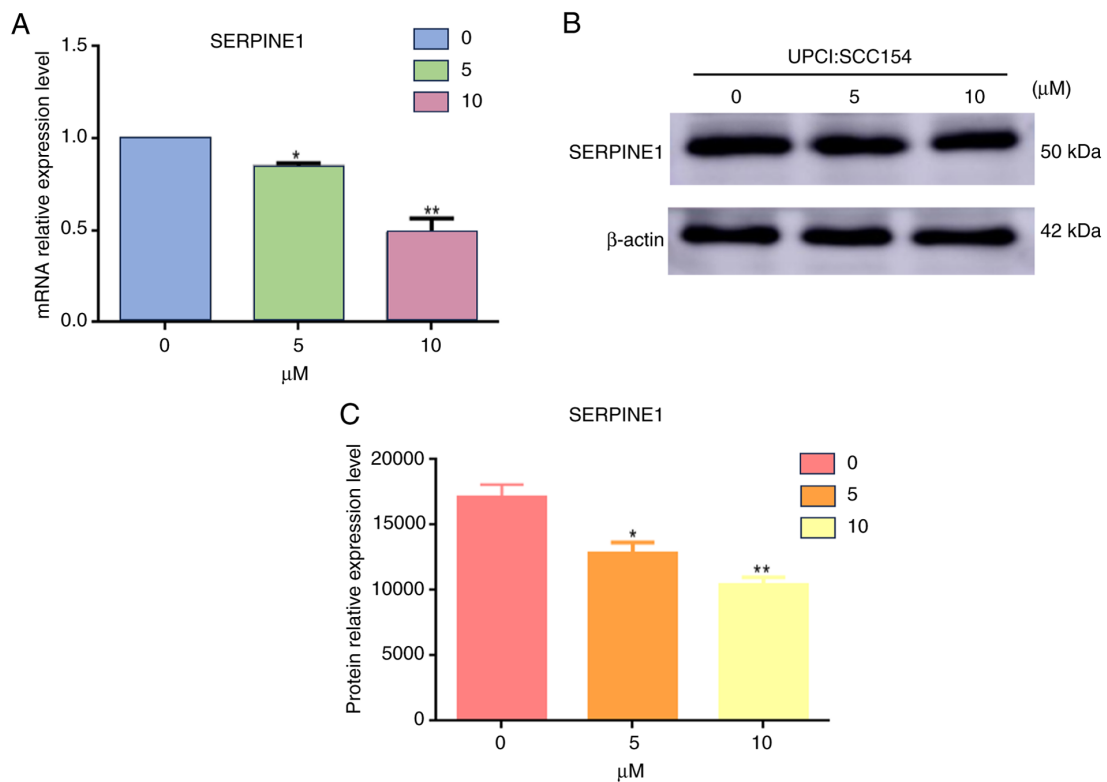 A
SERPINE1
0
5
10
mRNA relative expression level
1.5
1.0
0.5
0.0
*
**
0 5 10
μM
B
UPCI:SCC154
0 5 10 (μM)
SERPINE1 50 kDa
β-actin 42 kDa
C
SERPINE1
0
5
10
Protein relative expression level
20000
15000
10000
5000
0
*
**
0 5 10
μM